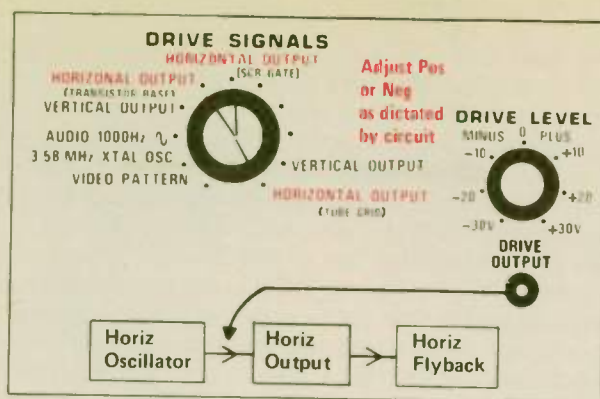 DRIVE SIGNALS
HORIZONTAL OUTPUT
(SCR GATE)
HORIZONAL OUTPUT
(TRANSISTOR BASE)
VERTICAL OUTPUT
AUDIO 1000Hz ∿
3.58 MHz XTAL OSC
VIDEO PATTERN
VERTICAL OUTPUT
HORIZONTAL OUTPUT
(TUBE GRID)
Adjust Pos
or Neg
as dictated
by circuit
DRIVE LEVEL
MINUS 0 PLUS
-10 +10
-20 +20
-30V +30V
DRIVE
OUTPUT
Horiz
Oscillator
Horiz
Output
Horiz
Flyback